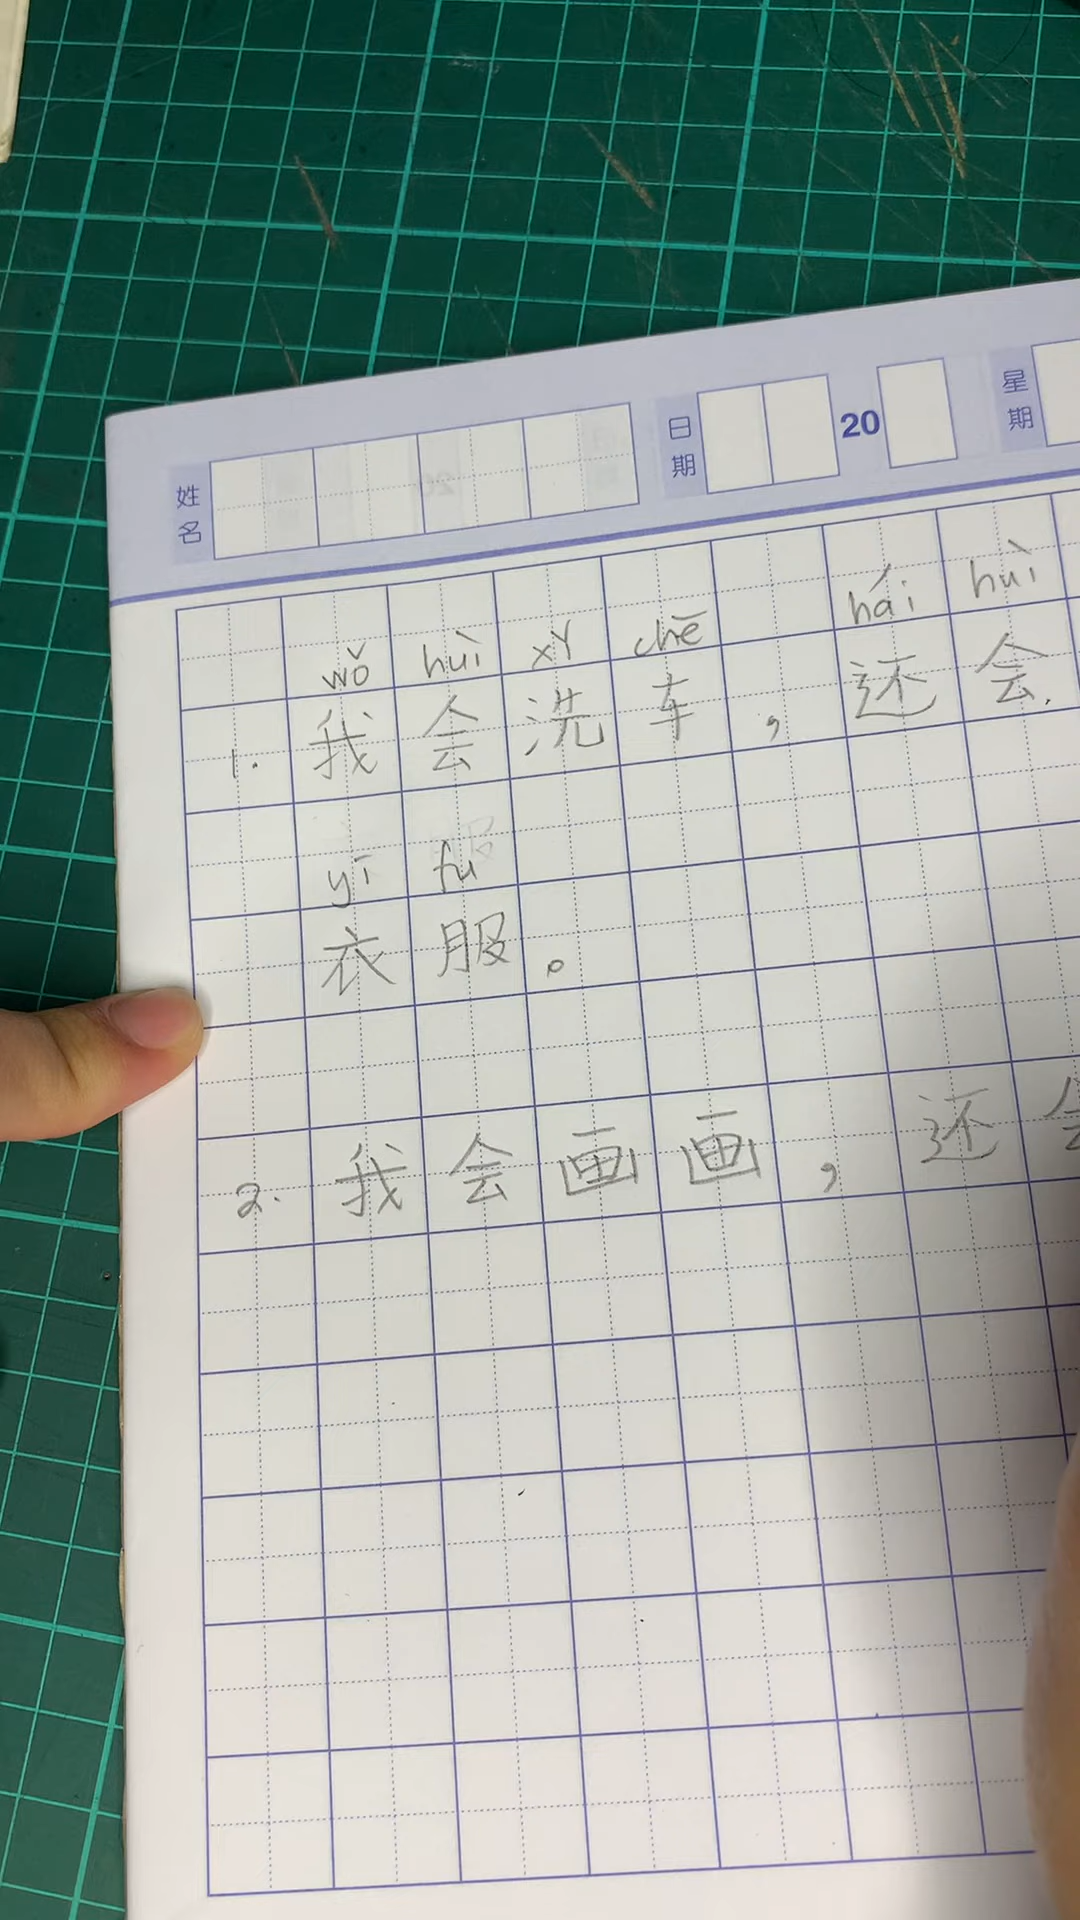 姓名 日期 20 星期
wǒ huì xǐ chē hái huì
1. 我会洗车，还会
yī fu
衣服。
2. 我会画画，还会